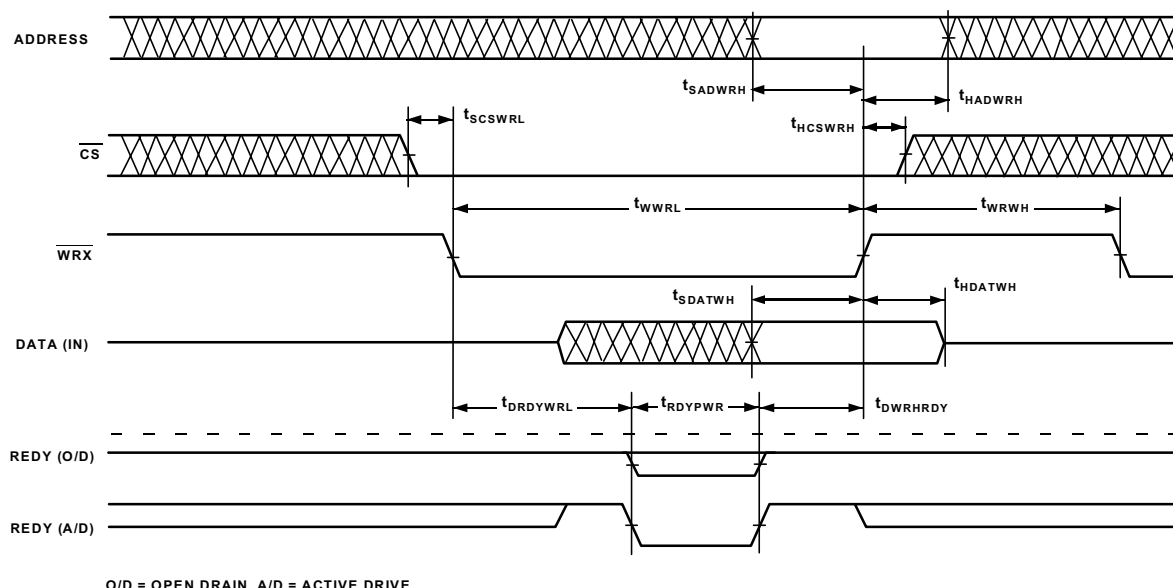 ADDRESS
tSADWRH
tHADWRH
tSCSWRL
tHCSWRH
CS
tWWRL
tWRWH
WRX
tSDATWH
tHDATWH
DATA (IN)
tDRDYWRL
tRDYPWR
tDWRHRDY
REDY (O/D)
REDY (A/D)
O/D = OPEN DRAIN, A/D = ACTIVE DRIVE